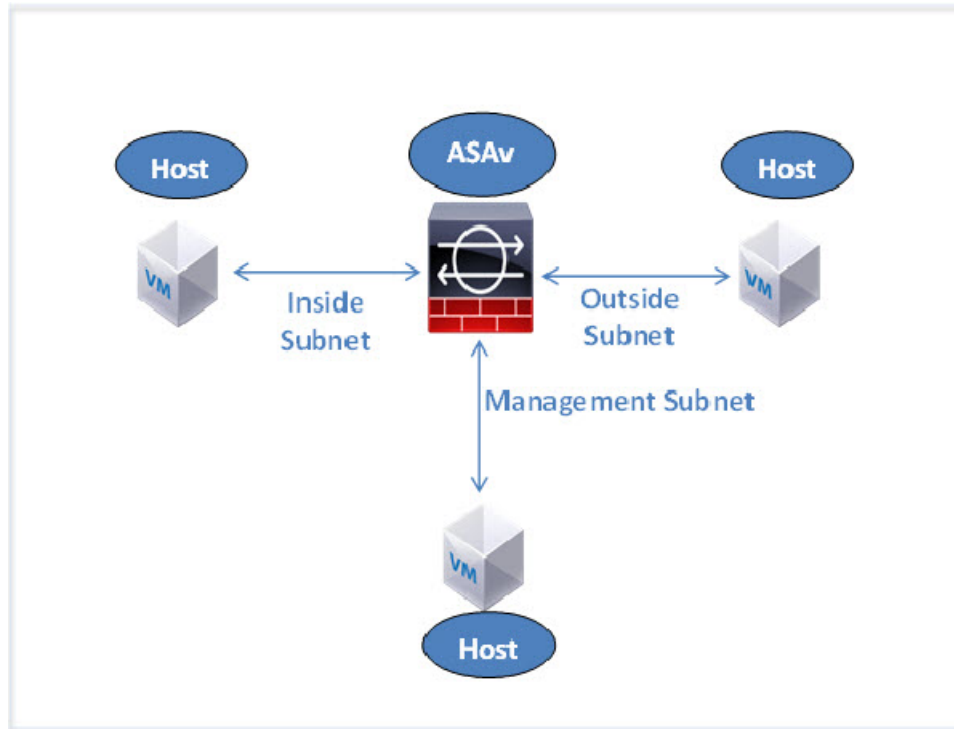 Host
ASAv
Host
VM
VM
Inside
Subnet
Outside
Subnet
Management Subnet
VM
Host